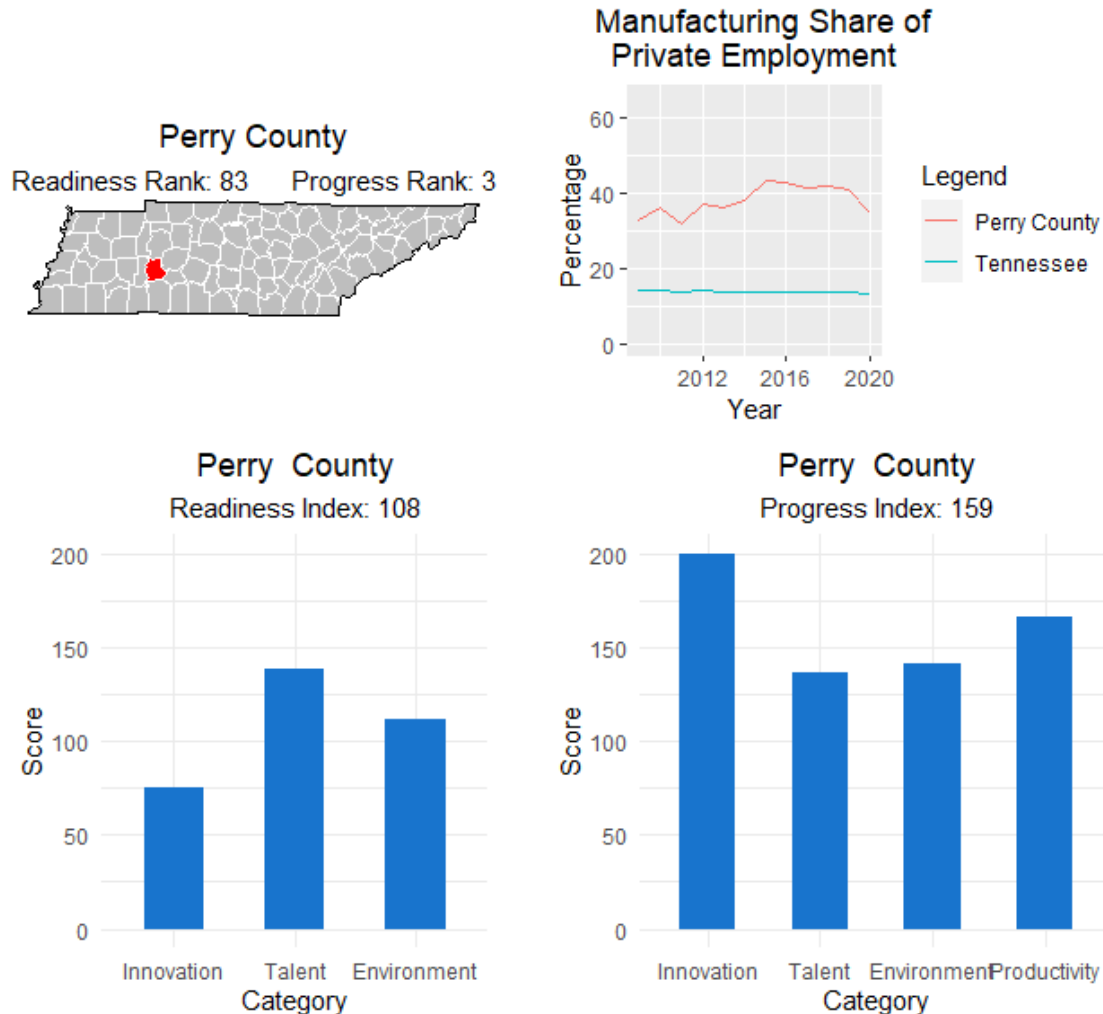 Perry County
Readiness Rank: 83 Progress Rank: 3
Manufacturing Share of
Private Employment
60
40
20
0
Percentage
2012 2016 2020
Year
Legend
Perry County
Tennessee
Perry County
Readiness Index: 108
200
150
100
50
0
Score
Innovation Talent Environment
Category
Perry County
Progress Index: 159
200
150
100
50
0
Score
Innovation Talent Environment Productivity
Category